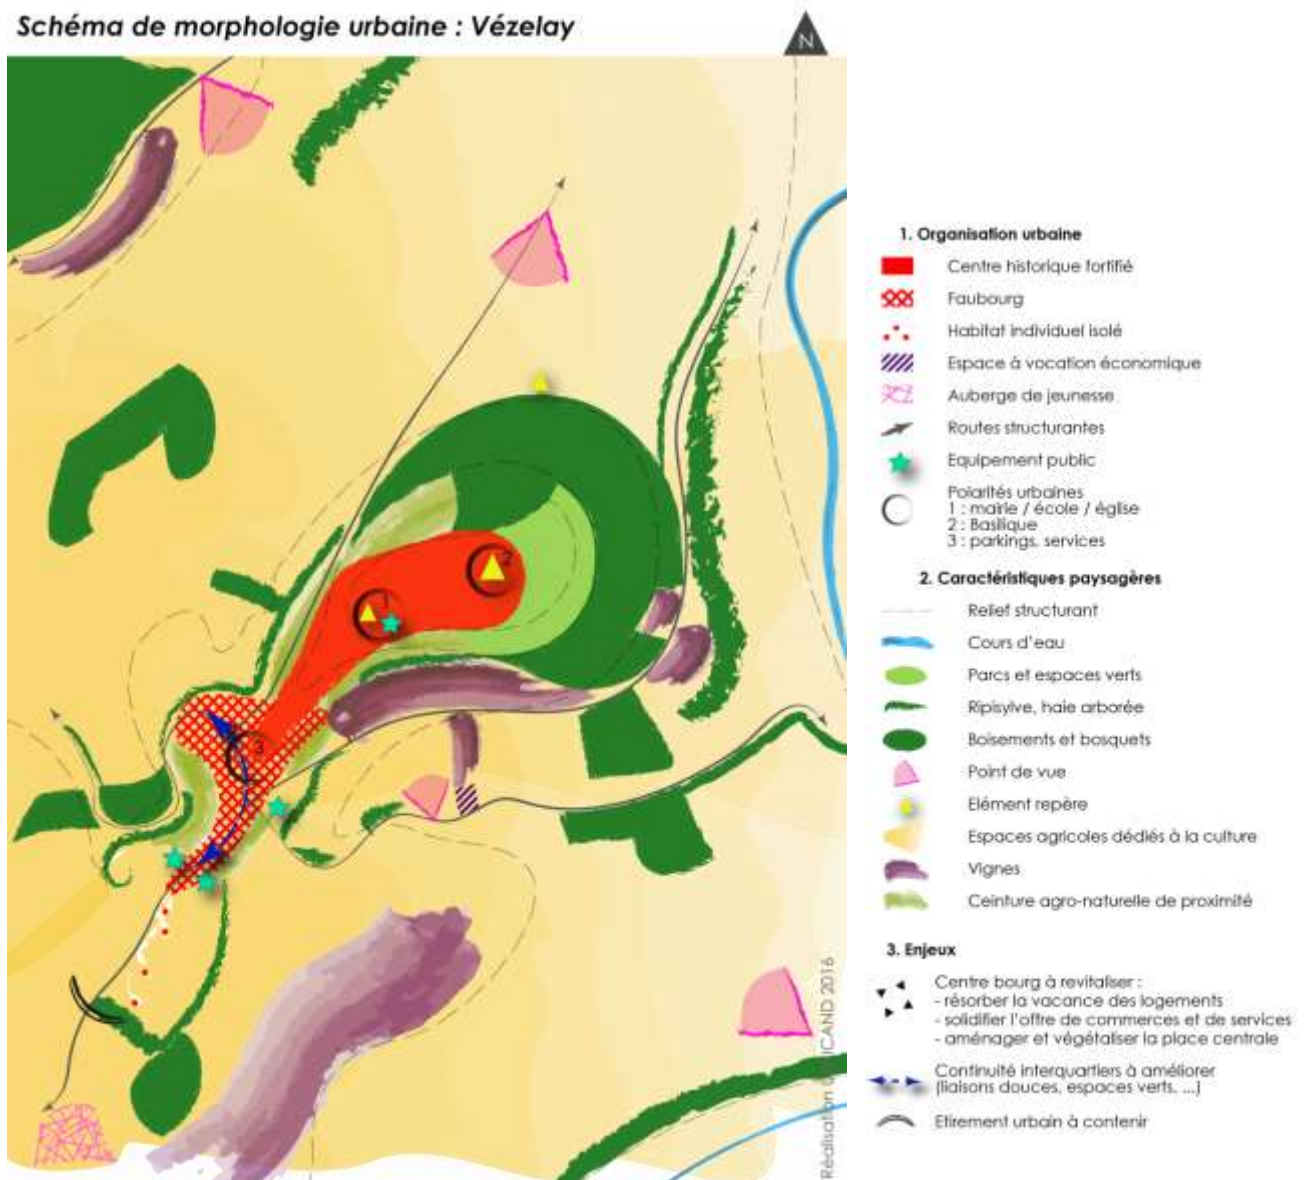 Schéma de morphologie urbaine : Vézelay
N
2
1
3
Réalisation
ICAND 2016
1. Organisation urbaine
Centre historique fortifié
Faubourg
Habitat individuel isolé
Espace à vocation économique
Auberge de jeunesse
Routes structurantes
Equipement public
Polarités urbaines
1 : mairie / école / église
2 : Basilique
3 : parkings, services
2. Caractéristiques paysagères
Relief structurant
Cours d'eau
Parcs et espaces verts
Ripisylve, haie arborée
Boisements et bosquets
Point de vue
Elément repère
Espaces agricoles dédiés à la culture
Vignes
Ceinture agro-naturelle de proximité
3. Enjeux
Centre bourg à revitaliser :
- résorber la vacance des logements
- solidifier l'offre de commerces et de services
- aménager et végétaliser la place centrale
Continuité interquartiers à améliorer
(liaisons douces, espaces verts, ...)
Etirement urbain à contenir